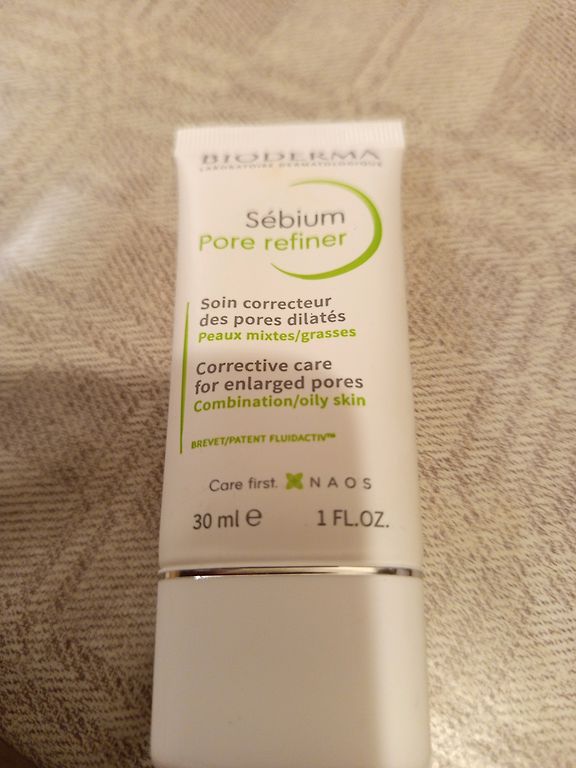 BIODERMA
LABORATOIRE DERMATOLOGIQUE
Sébium
Pore refiner
Soin correcteur
des pores dilatés
Peaux mixtes/grasses
Corrective care
for enlarged pores
Combination/oily skin
BREVET/PATENT FLUIDACTIV™
Care first. NAOS
30 ml ℮ 1 FL.OZ.